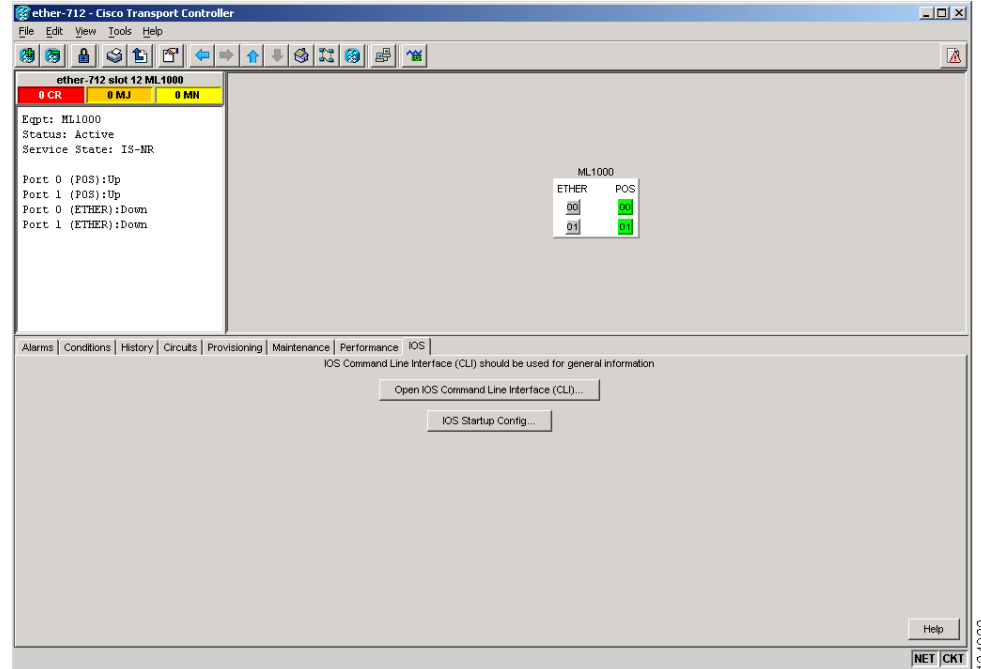 ether-712 - Cisco Transport Controller
File Edit View Tools Help
ether-712 slot 12 ML1000
0 CR 0 MJ 0 MN
Eqpt: ML1000
Status: Active
Service State: IS-NR
Port 0 (POS):Up
Port 1 (POS):Up
Port 0 (ETHER):Down
Port 1 (ETHER):Down
ML1000
ETHER POS
00 00
01 01
Alarms Conditions History Circuits Provisioning Maintenance Performance IOS
IOS Command Line Interface (CLI) should be used for general information
Open IOS Command Line Interface (CLI)...
IOS Startup Config...
Help
NET CKT